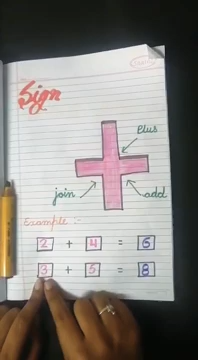 Sign
plus
join
add
Example :-
2 + 4 = 6
3 + 5 = 8